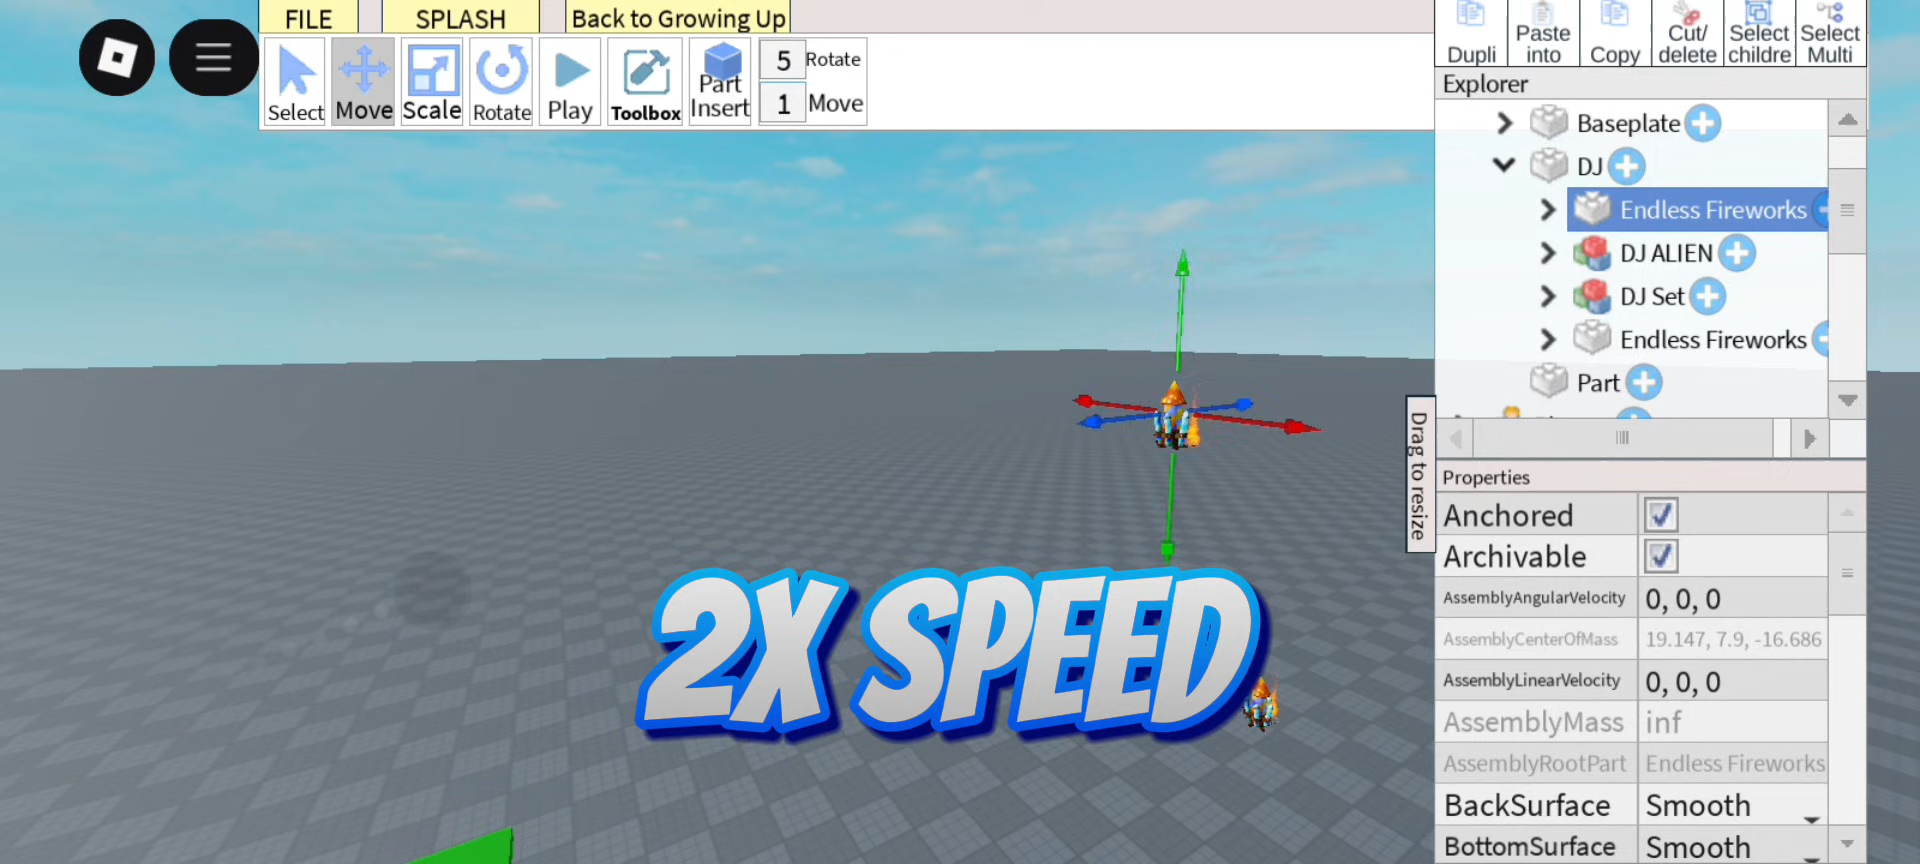 FILE
SPLASH
Back to Growing Up
Select
Move
Scale
Rotate
Play
Toolbox
Part
Insert
5 Rotate
1 Move
Dupli
Paste
into
Copy
Cut/
delete
Select
childre
Select
Multi
Explorer
Baseplate
DJ
Endless Fireworks
DJ ALIEN
DJ Set
Endless Fireworks
Part
Drag to resize
Properties
Anchored
Archivable
AssemblyAngularVelocity 0, 0, 0
AssemblyCenterOfMass 19.147, 7.9, -16.686
AssemblyLinearVelocity 0, 0, 0
AssemblyMass inf
AssemblyRootPart Endless Fireworks
BackSurface Smooth
BottomSurface Smooth
2X SPEED